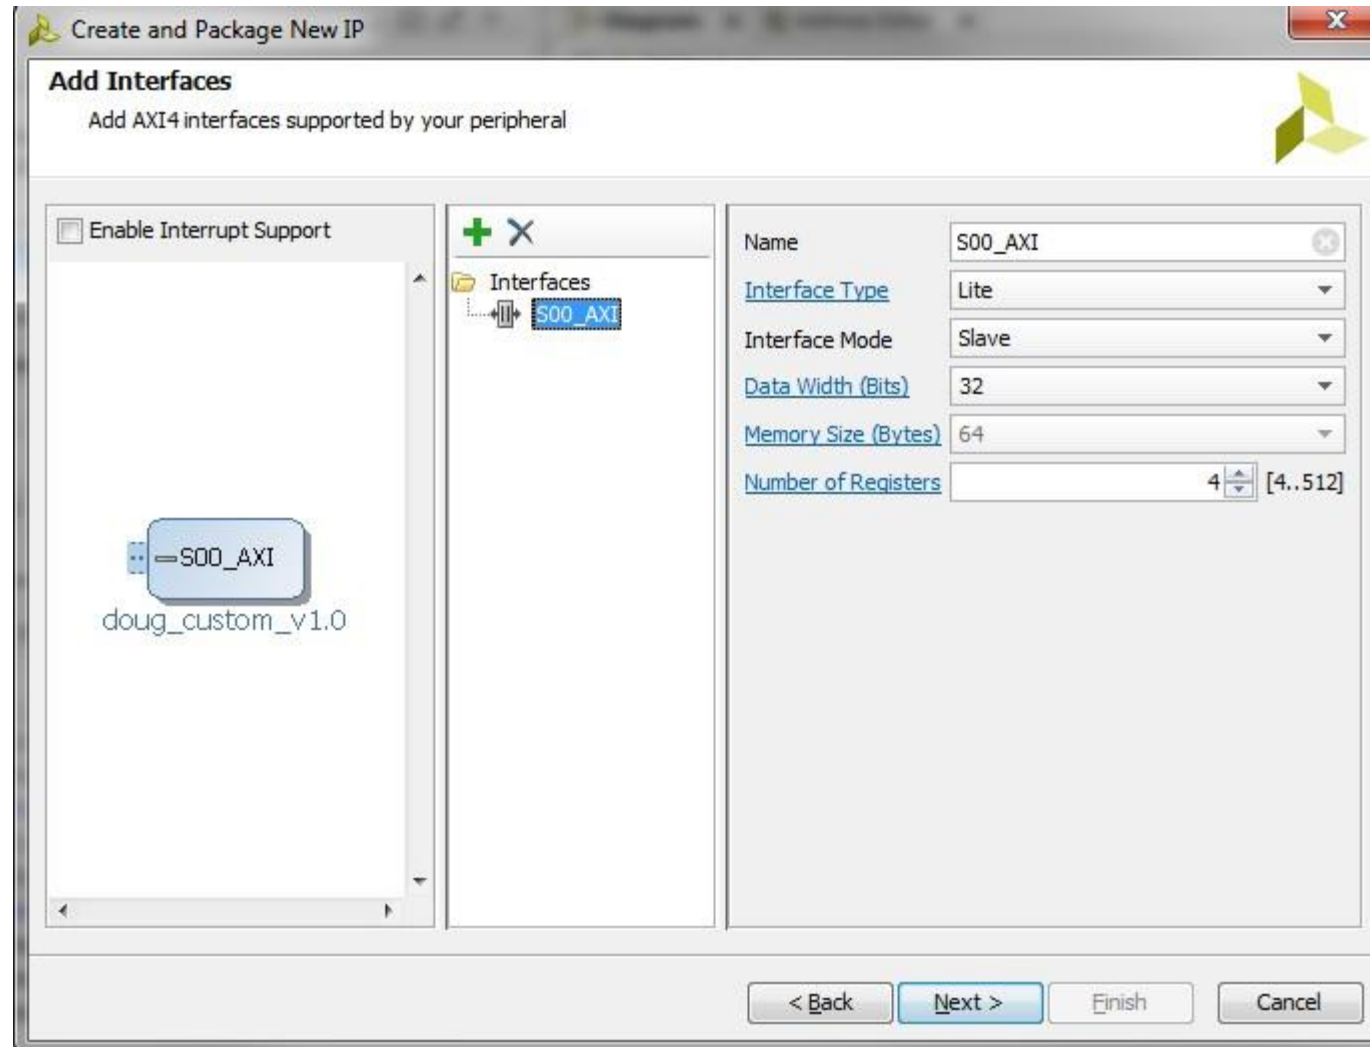 Create and Package New IP
Add Interfaces
Add AXI4 interfaces supported by your peripheral
Enable Interrupt Support
S00_AXI
doug_custom_v1.0
Interfaces
S00_AXI
Name S00_AXI
Interface Type Lite
Interface Mode Slave
Data Width (Bits) 32
Memory Size (Bytes) 64
Number of Registers 4 [4..512]
< Back Next > Finish Cancel